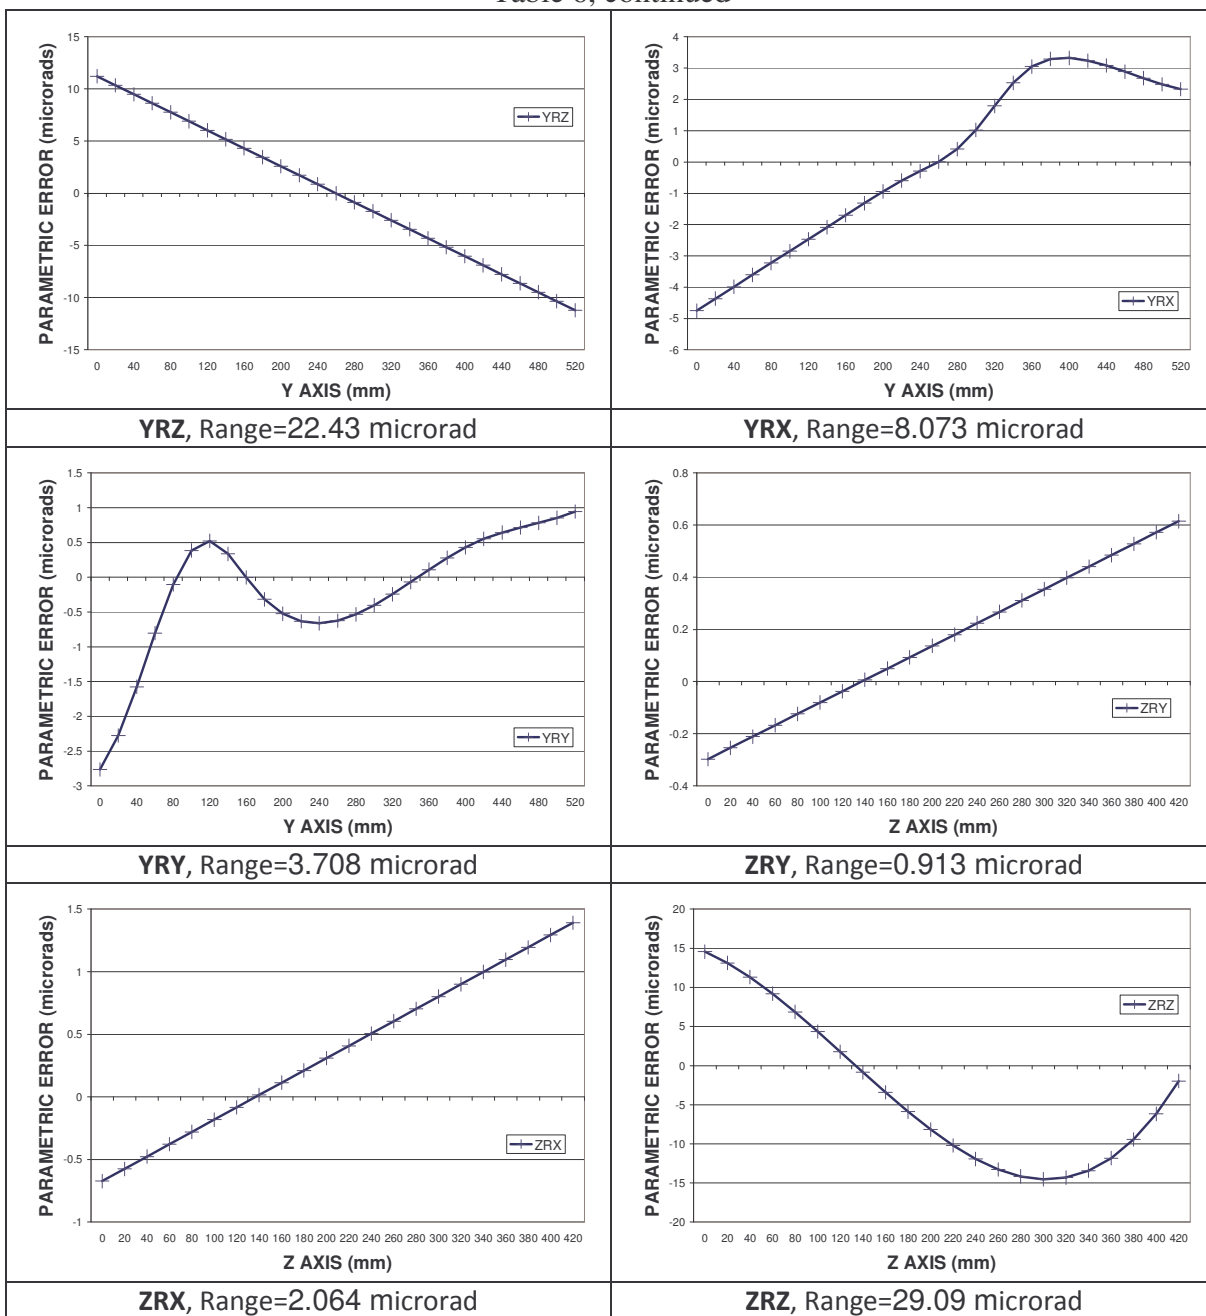 Table 6, continued
PARAMETRIC ERROR (microrads)
15
10
5
0
-5
-10
-15
YRZ
0 40 80 120 160 200 240 280 320 360 400 440 480 520
Y AXIS (mm)
YRZ, Range=22.43 microrad
PARAMETRIC ERROR (microrads)
4
3
2
1
0
-1
-2
-3
-4
-5
-6
YRX
0 40 80 120 160 200 240 280 320 360 400 440 480 520
Y AXIS (mm)
YRX, Range=8.073 microrad
PARAMETRIC ERROR (microrads)
1.5
1
0.5
0
-0.5
-1
-1.5
-2
-2.5
-3
YRY
0 40 80 120 160 200 240 280 320 360 400 440 480 520
Y AXIS (mm)
YRY, Range=3.708 microrad
PARAMETRIC ERROR (microrads)
0.8
0.6
0.4
0.2
0
-0.2
-0.4
ZRY
0 20 40 60 80 100 120 140 160 180 200 220 240 260 280 300 320 340 360 380 400 420
Z AXIS (mm)
ZRY, Range=0.913 microrad
PARAMETRIC ERROR (microrads)
1.5
1
0.5
0
-0.5
-1
ZRX
0 20 40 60 80 100 120 140 160 180 200 220 240 260 280 300 320 340 360 380 400 420
Z AXIS (mm)
ZRX, Range=2.064 microrad
PARAMETRIC ERROR (microrads)
20
15
10
5
0
-5
-10
-15
-20
ZRZ
0 20 40 60 80 100 120 140 160 180 200 220 240 260 280 300 320 340 360 380 400 420
Z AXIS (mm)
ZRZ, Range=29.09 microrad